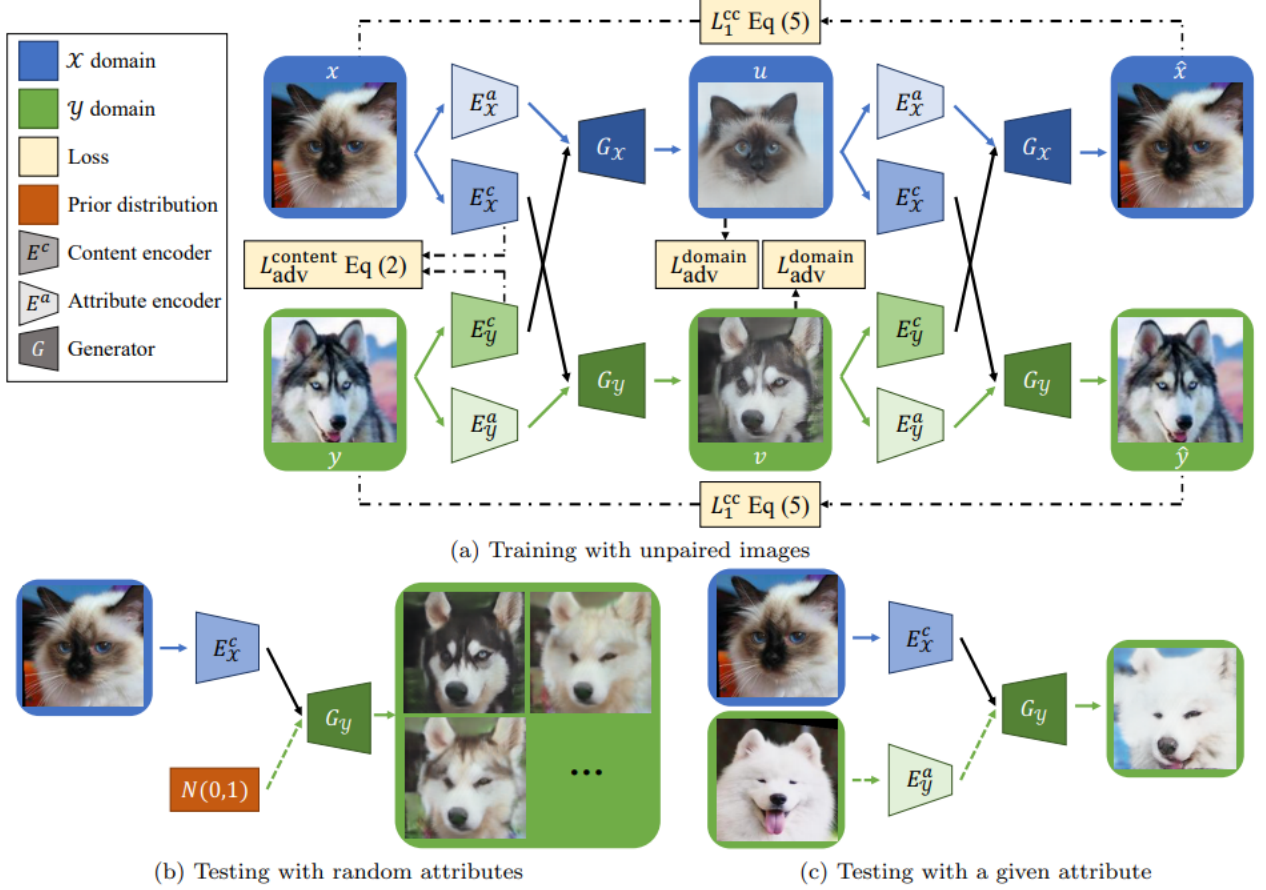 𝒳 domain
𝒴 domain
Loss
Prior distribution
E^c Content encoder
E^a Attribute encoder
G Generator
L_1^cc Eq (5)
x
u
x̂
E_𝒳^a
G_𝒳
E_𝒳^a
G_𝒳
E_𝒳^c
E_𝒳^c
L_adv^content Eq (2)
L_adv^domain
L_adv^domain
E_𝒴^c
E_𝒴^c
G_𝒴
G_𝒴
E_𝒴^a
E_𝒴^a
y
v
ŷ
L_1^cc Eq (5)
(a) Training with unpaired images
E_𝒳^c
G_𝒴
N(0,1)
...
(b) Testing with random attributes
E_𝒳^c
G_𝒴
E_𝒴^a
(c) Testing with a given attribute